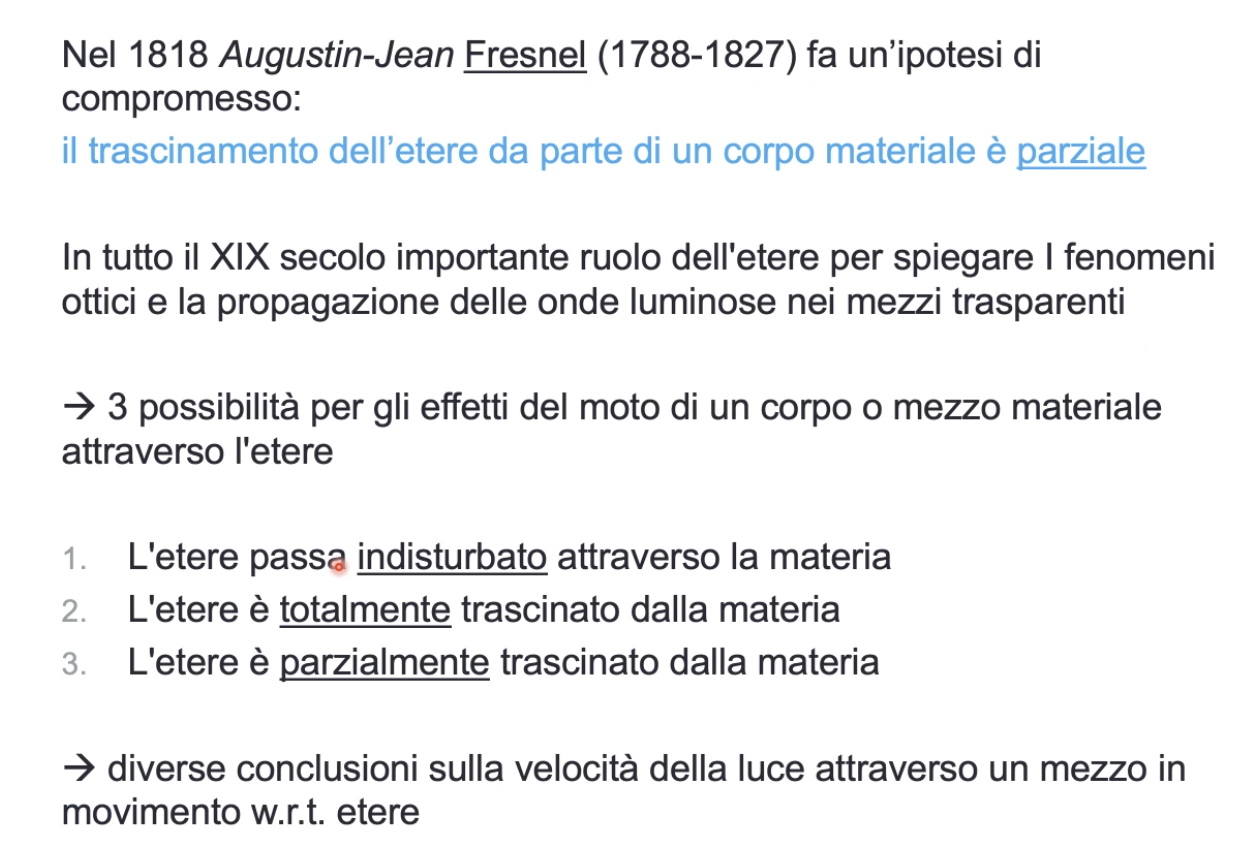 Nel 1818 Augustin-Jean Fresnel (1788-1827) fa un’ipotesi di
compromesso:
il trascinamento dell’etere da parte di un corpo materiale è parziale
In tutto il XIX secolo importante ruolo dell'etere per spiegare I fenomeni
ottici e la propagazione delle onde luminose nei mezzi trasparenti
→ 3 possibilità per gli effetti del moto di un corpo o mezzo materiale
attraverso l'etere
1. L'etere passa indisturbato attraverso la materia
2. L'etere è totalmente trascinato dalla materia
3. L'etere è parzialmente trascinato dalla materia
→ diverse conclusioni sulla velocità della luce attraverso un mezzo in
movimento w.r.t. etere